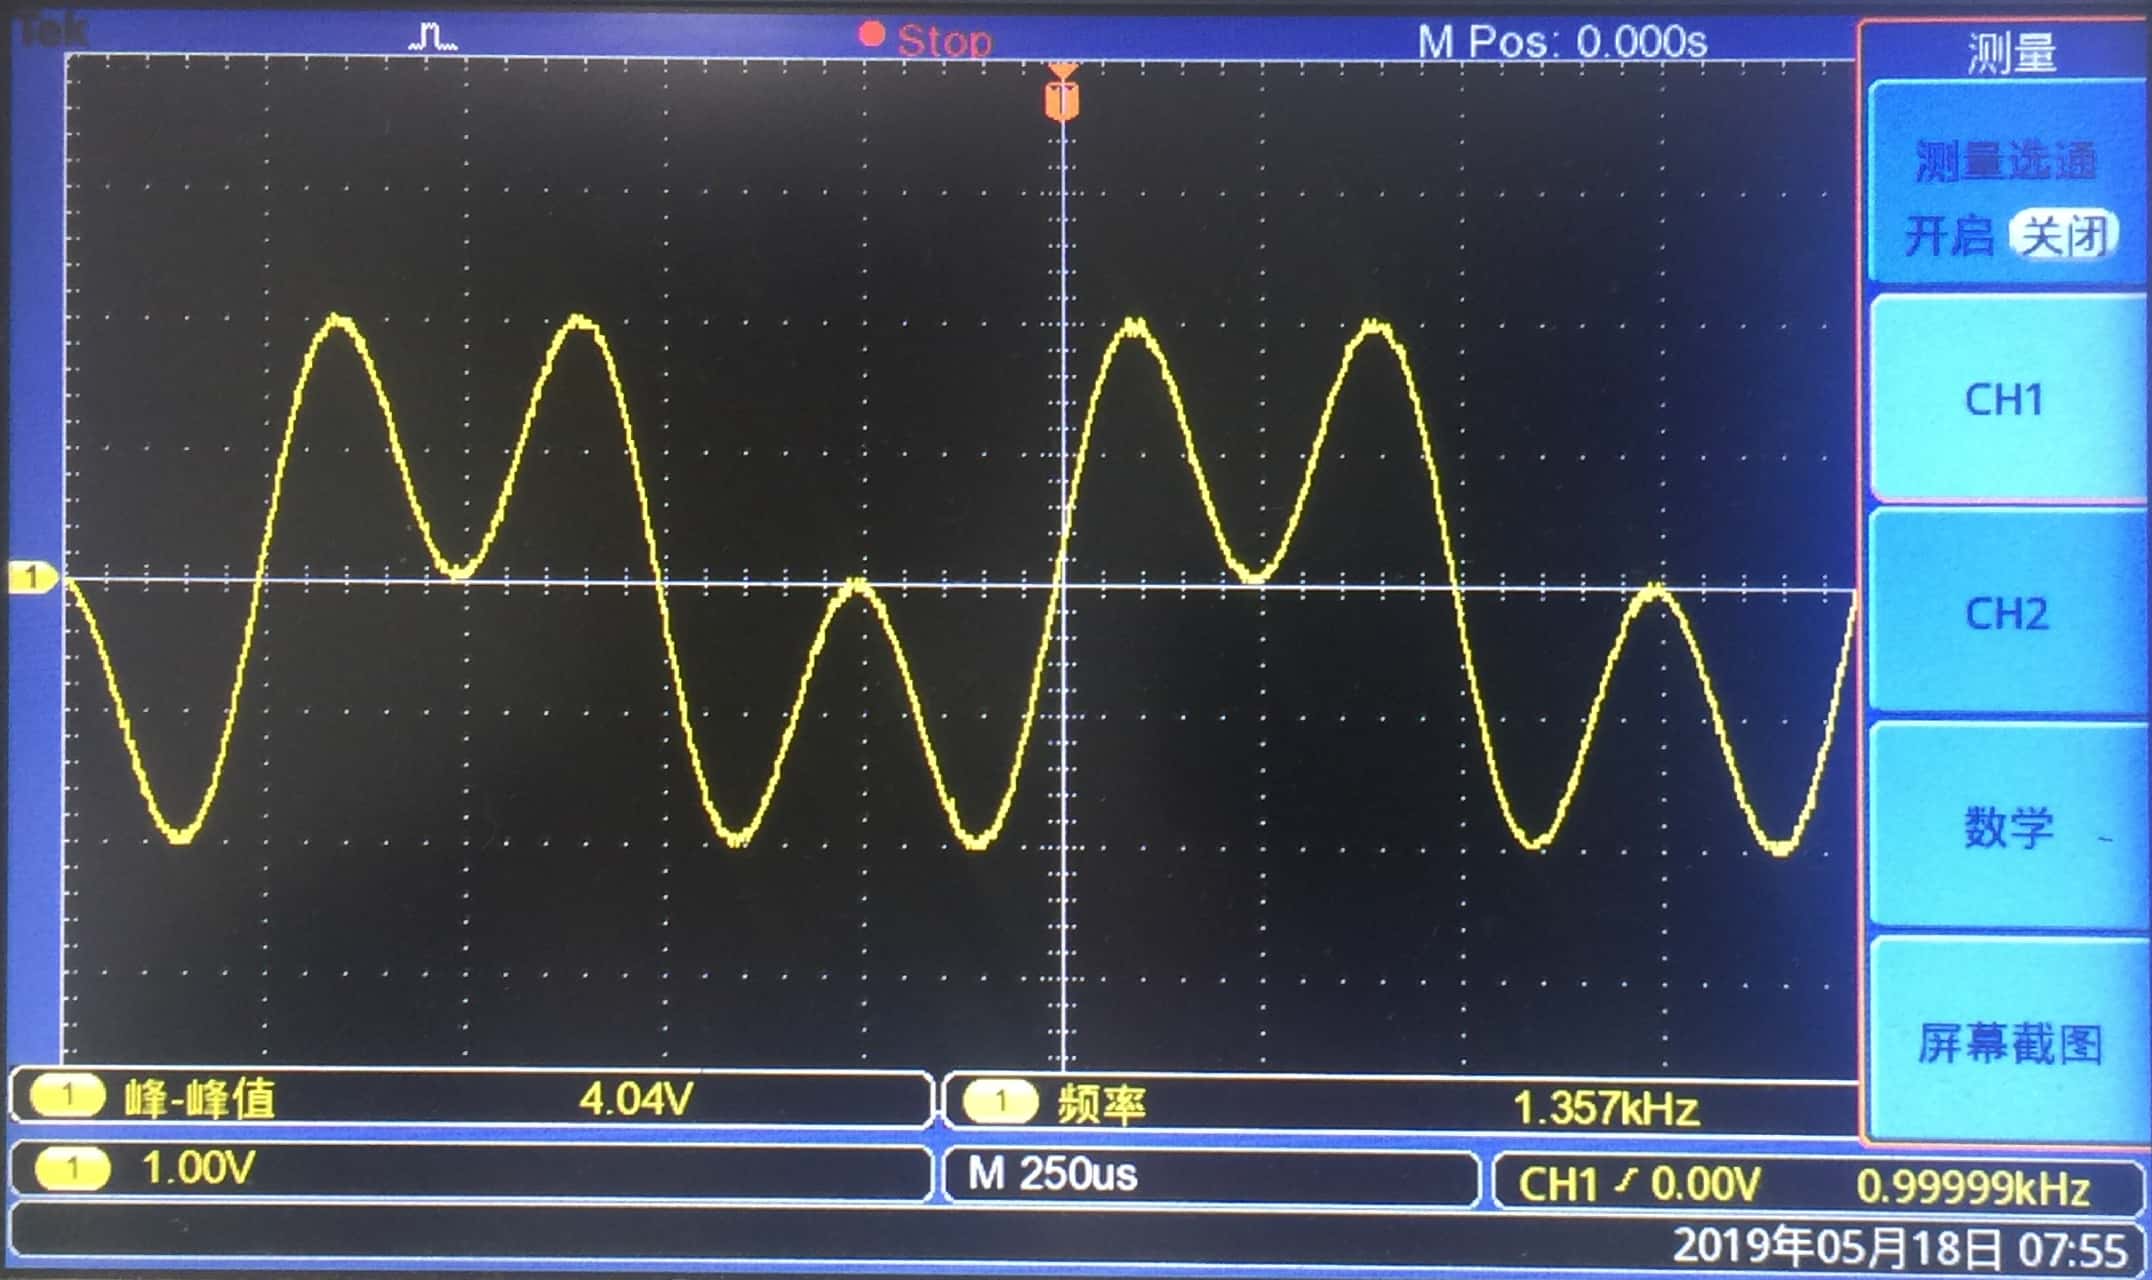 Tek
Stop
M Pos: 0.000s
测量
测量选通
开启 关闭
CH1
CH2
数学
屏幕截图
1
1 峰-峰值 4.04V
1 频率 1.357kHz
1 1.00V
M 250us
CH1 0.00V 0.99999kHz
2019年05月18日 07:55